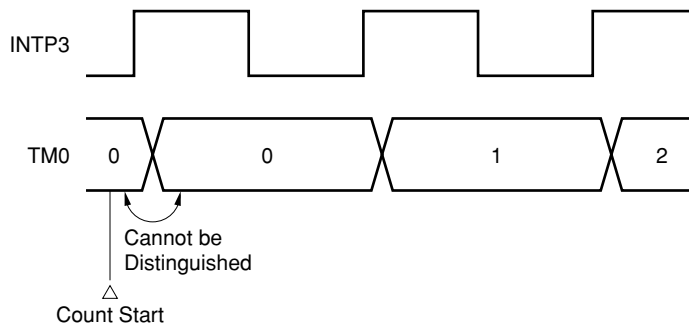 INTP3
TM0 0 0 1 2
Cannot be
Distinguished
Count Start